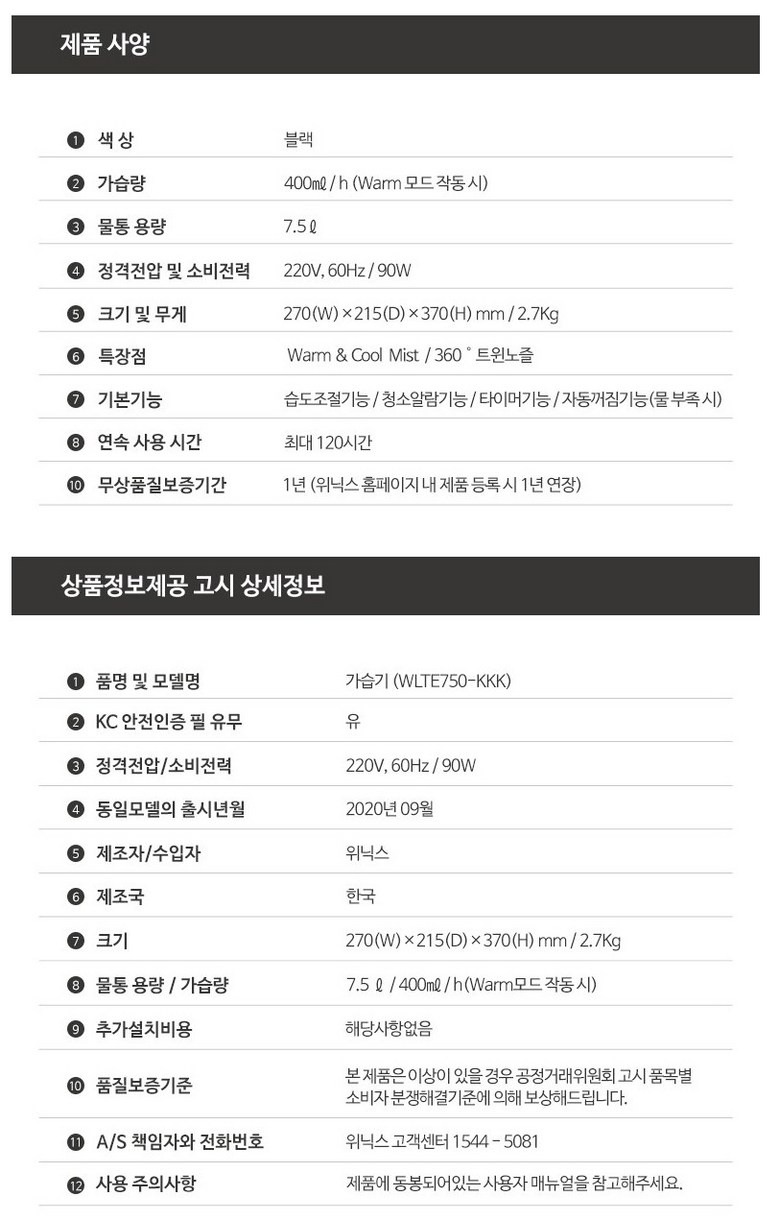 제품 사양
❶ 색 상 블랙
❷ 가습량 400㎖ / h (Warm 모드 작동 시)
❸ 물통 용량 7.5ℓ
❹ 정격전압 및 소비전력 220V, 60Hz / 90W
❺ 크기 및 무게 270(W) ×215(D) ×370(H) mm / 2.7Kg
❻ 특장점 Warm & Cool Mist / 360 ˚ 트윈노즐
❼ 기본기능 습도조절기능 / 청소알람기능 / 타이머기능 / 자동꺼짐기능(물 부족 시)
❽ 연속 사용 시간 최대 120시간
❿ 무상품질보증기간 1년 (위닉스 홈페이지 내 제품 등록 시 1년 연장)
상품정보제공 고시 상세정보
❶ 품명 및 모델명 가습기 (WLTE750-KKK)
❷ KC 안전인증 필 유무 유
❸ 정격전압/소비전력 220V, 60Hz / 90W
❹ 동일모델의 출시년월 2020년 09월
❺ 제조자/수입자 위닉스
❻ 제조국 한국
❼ 크기 270(W) ×215(D) ×370(H) mm / 2.7Kg
❽ 물통 용량 / 가습량 7.5 ℓ / 400㎖ / h(Warm모드 작동 시)
❾ 추가설치비용 해당사항없음
❿ 품질보증기준 본 제품은 이상이 있을 경우 공정거래위원회 고시 품목별
소비자 분쟁해결기준에 의해 보상해드립니다.
⓫ A/S 책임자와 전화번호 위닉스 고객센터 1544 - 5081
⓬ 사용 주의사항 제품에 동봉되어있는 사용자 매뉴얼을 참고해주세요.